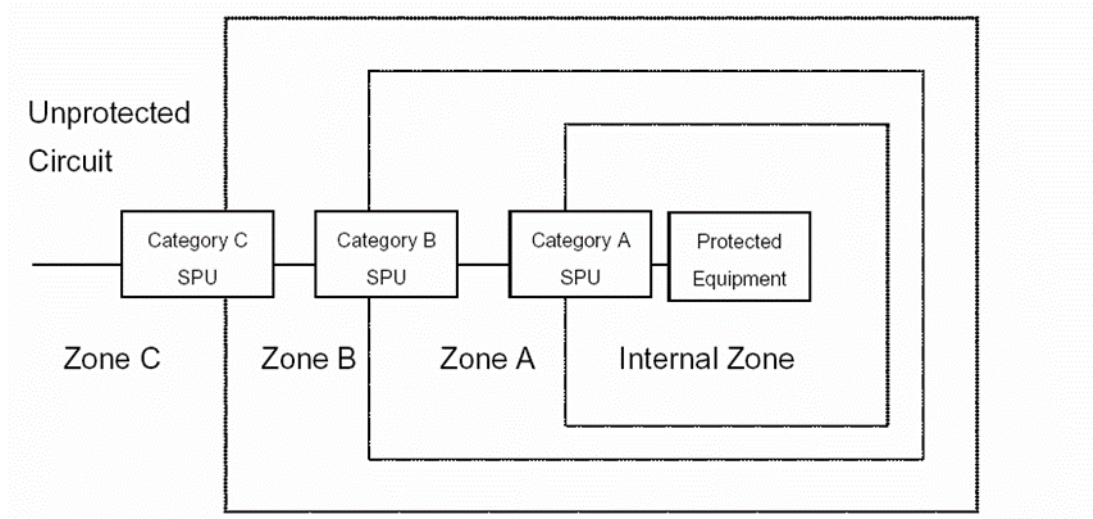 Unprotected
Circuit
Category C
SPU
Category B
SPU
Category A
SPU
Protected
Equipment
Zone C
Zone B
Zone A
Internal Zone